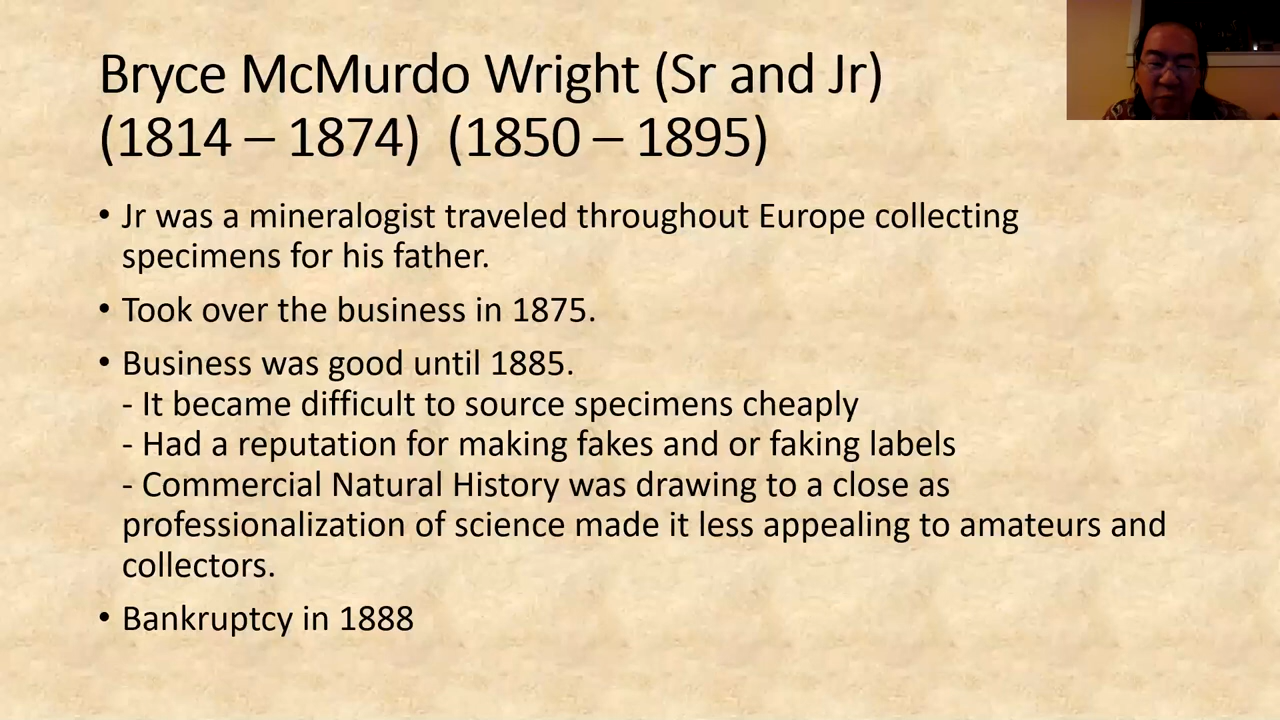 Bryce McMurdo Wright (Sr and Jr)
(1814 – 1874)  (1850 – 1895)
• Jr was a mineralogist traveled throughout Europe collecting
specimens for his father.
• Took over the business in 1875.
• Business was good until 1885.
- It became difficult to source specimens cheaply
- Had a reputation for making fakes and or faking labels
- Commercial Natural History was drawing to a close as
professionalization of science made it less appealing to amateurs and
collectors.
• Bankruptcy in 1888